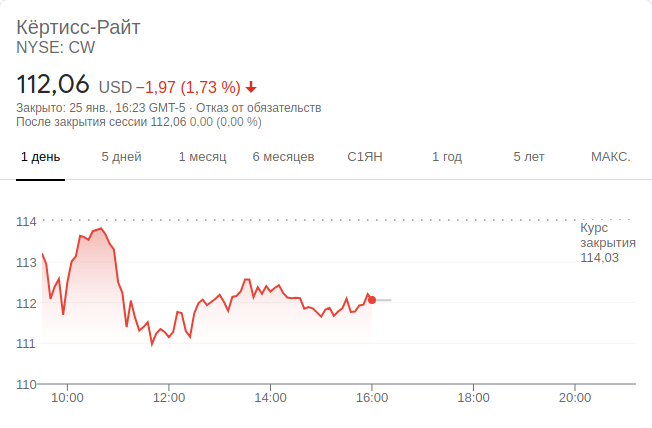 Кёртисс-Райт
NYSE: CW
112,06 USD −1,97 (1,73 %)
Закрыто: 25 янв., 16:23 GMT-5 · Отказ от обязательств
После закрытия сессии 112,06 0,00 (0,00 %)
1 день 5 дней 1 месяц 6 месяцев С1ЯН 1 год 5 лет МАКС.
114
Курс
закрытия
114,03
113
112
111
110
10:00 12:00 14:00 16:00 18:00 20:00